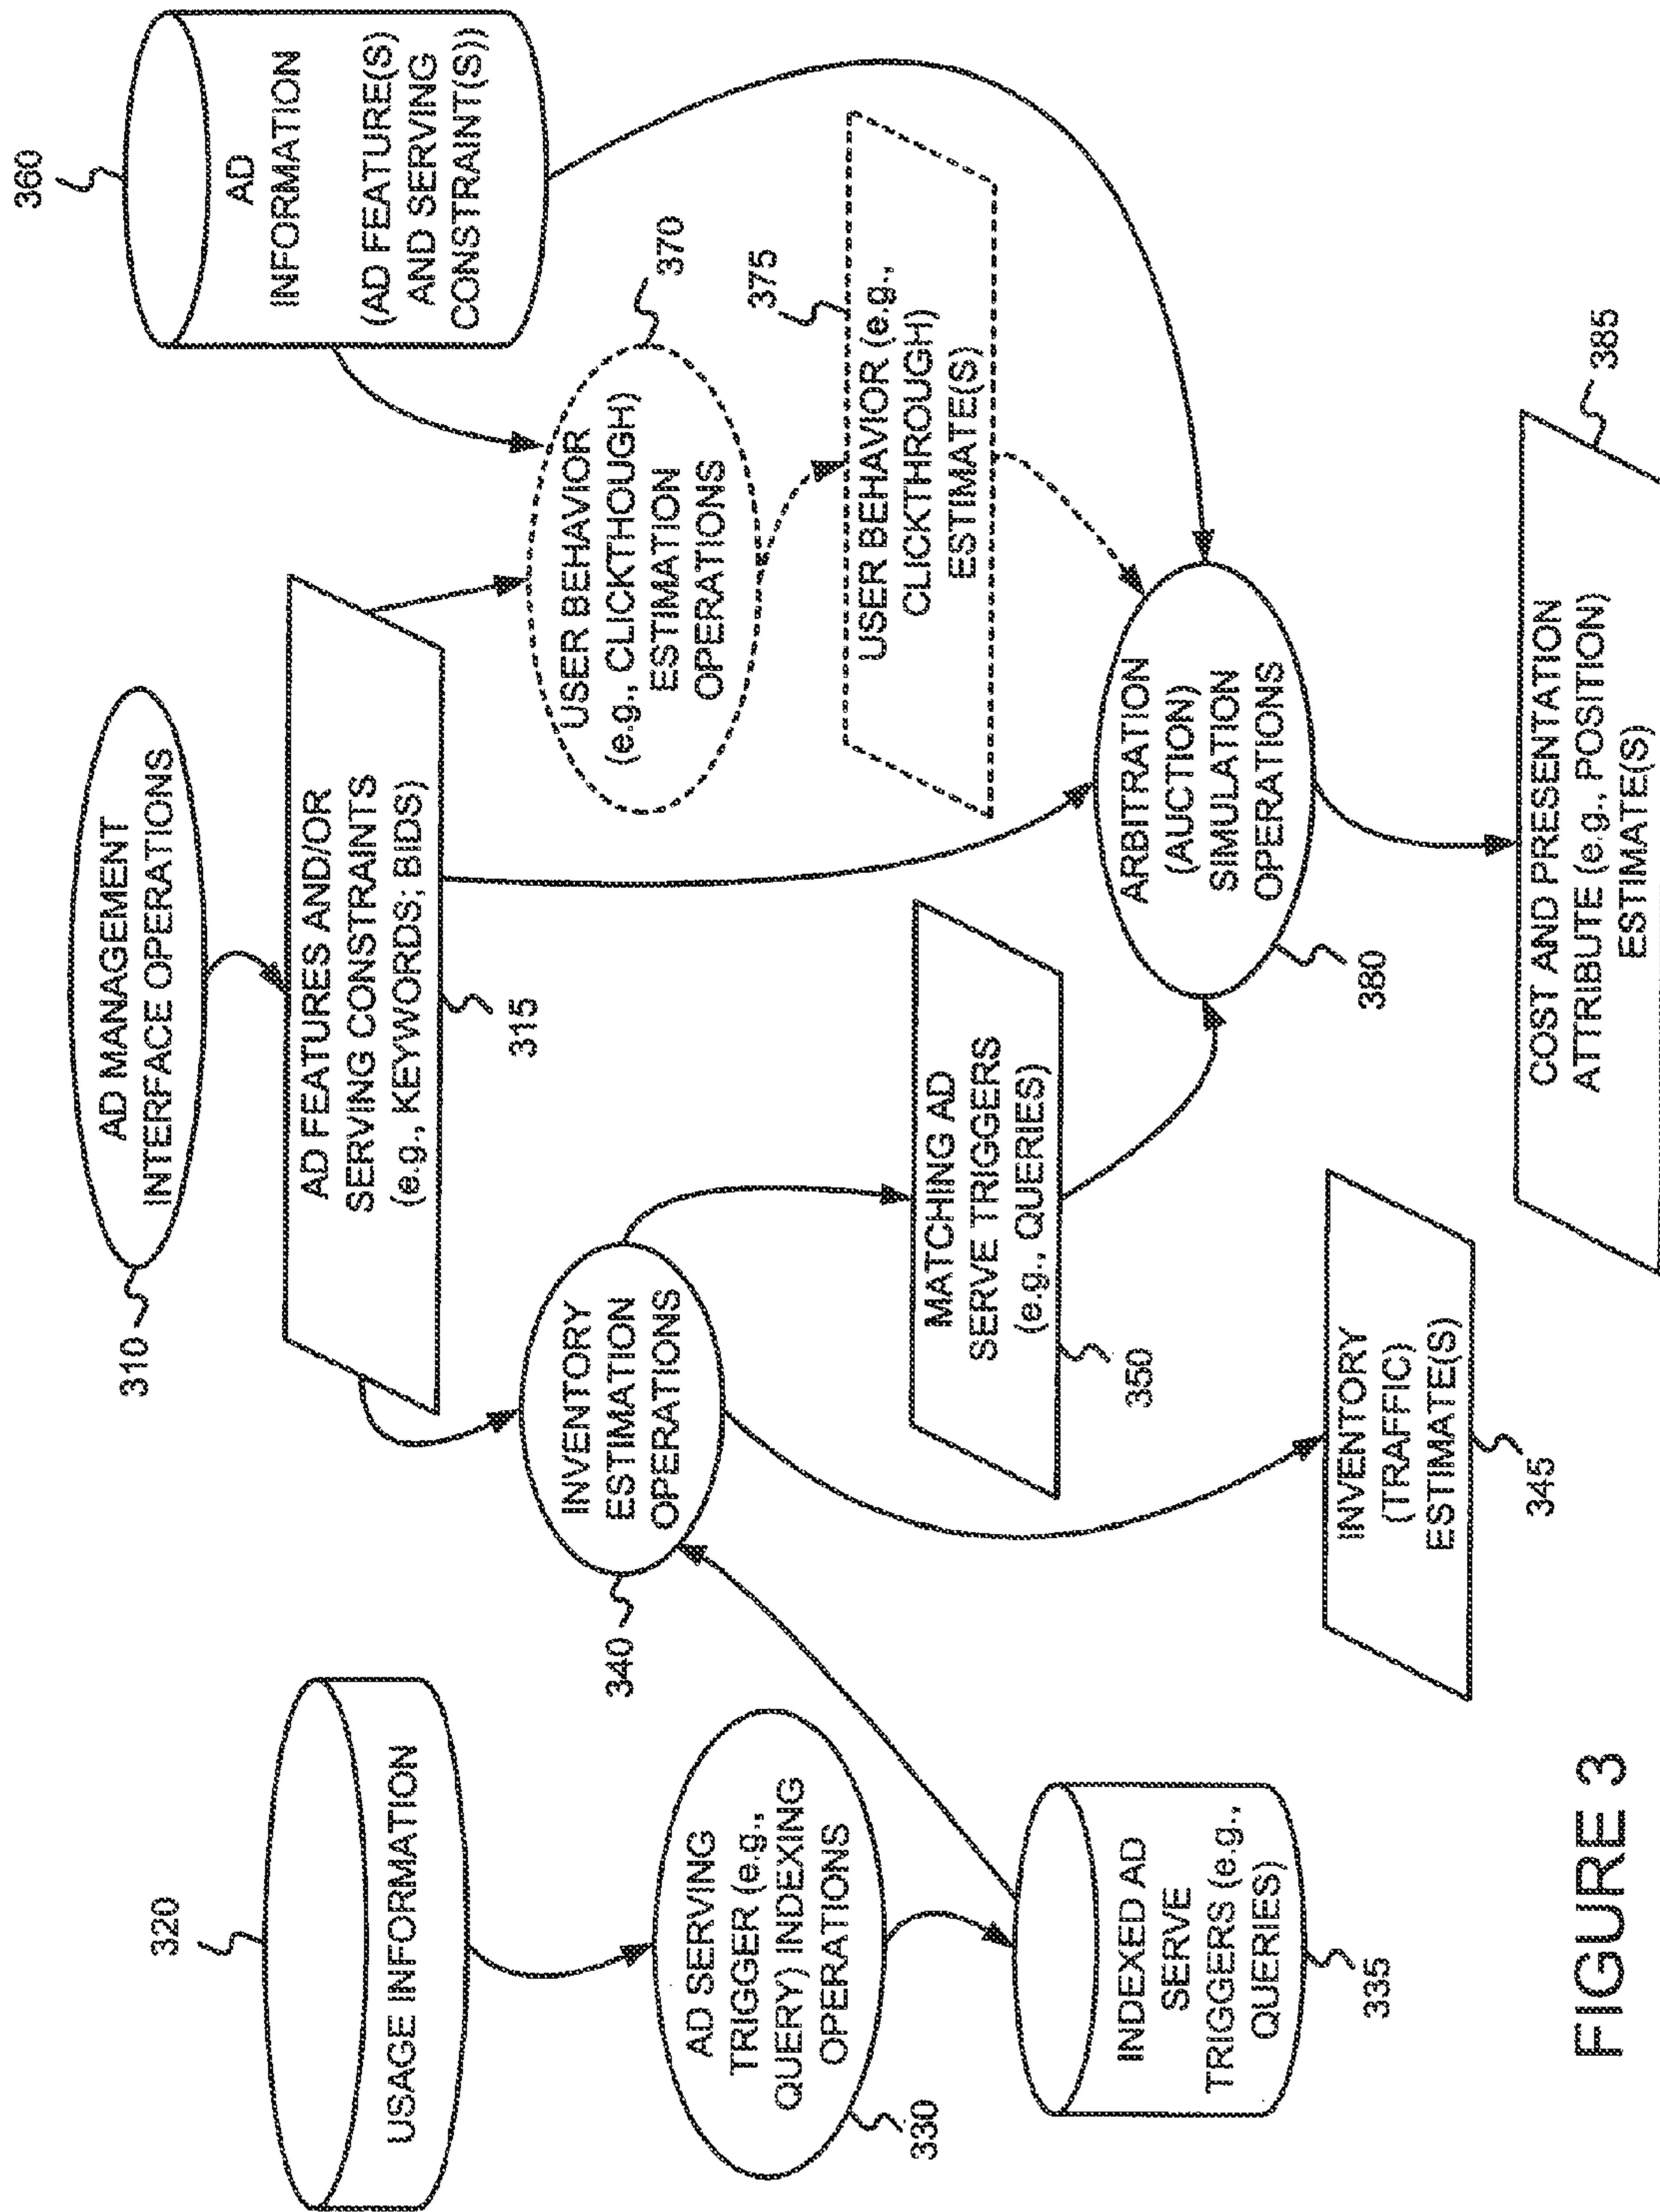 360
AD
INFORMATION
(AD FEATURE(S)
AND SERVING
CONSTRAINT(S))
310
AD MANAGEMENT
INTERFACE OPERATIONS
AD FEATURES AND/OR
SERVING CONSTRAINTS
(e.g., KEYWORDS; BIDS)
315
320
USAGE INFORMATION
370
USER BEHAVIOR
(e.g., CLICKTHOUGH)
ESTIMATION
OPERATIONS
340
INVENTORY
ESTIMATION
OPERATIONS
AD SERVING
TRIGGER (e.g.,
QUERY) INDEXING
OPERATIONS
330
375
USER BEHAVIOR (e.g.,
CLICKTHROUGH)
ESTIMATE(S)
MATCHING AD
SERVE TRIGGERS
(e.g., QUERIES)
350
ARBITRATION
(AUCTION)
SIMULATION
OPERATIONS
380
INDEXED AD
SERVE
TRIGGERS (e.g.,
QUERIES)
335
INVENTORY
(TRAFFIC)
ESTIMATE(S)
345
385
COST AND PRESENTATION
ATTRIBUTE (e.g., POSITION)
ESTIMATE(S)
FIGURE 3